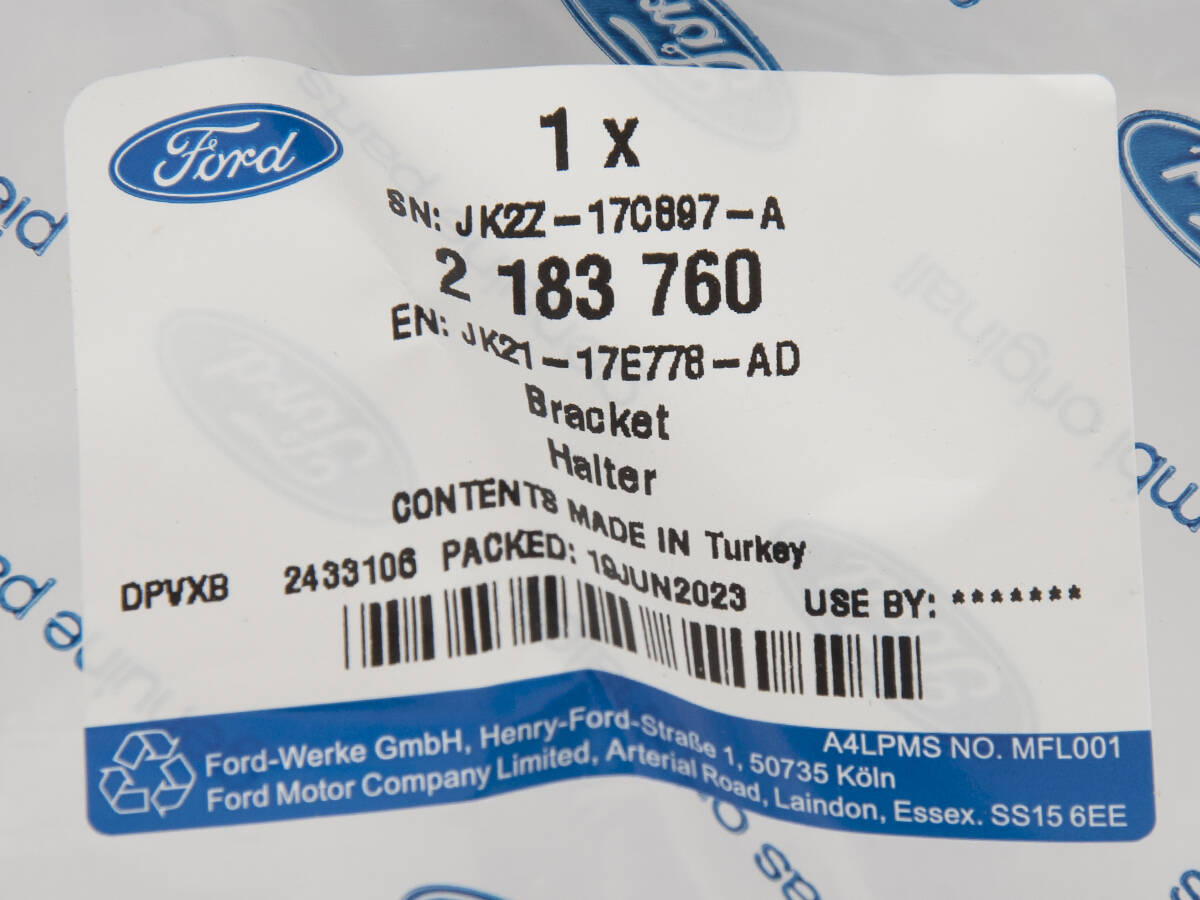 Ford
1 x
SN: JK2Z-17C897-A
2 183 760
EN: JK21-17E778-AD
Bracket
Halter
CONTENTS MADE IN Turkey
DPVXB 2433106 PACKED: 19JUN2023 USE BY: *******
A4LPMS NO. MFL001
Ford-Werke GmbH, Henry-Ford-Straße 1, 50735 Köln
Ford Motor Company Limited, Arterial Road, Laindon, Essex. SS15 6EE